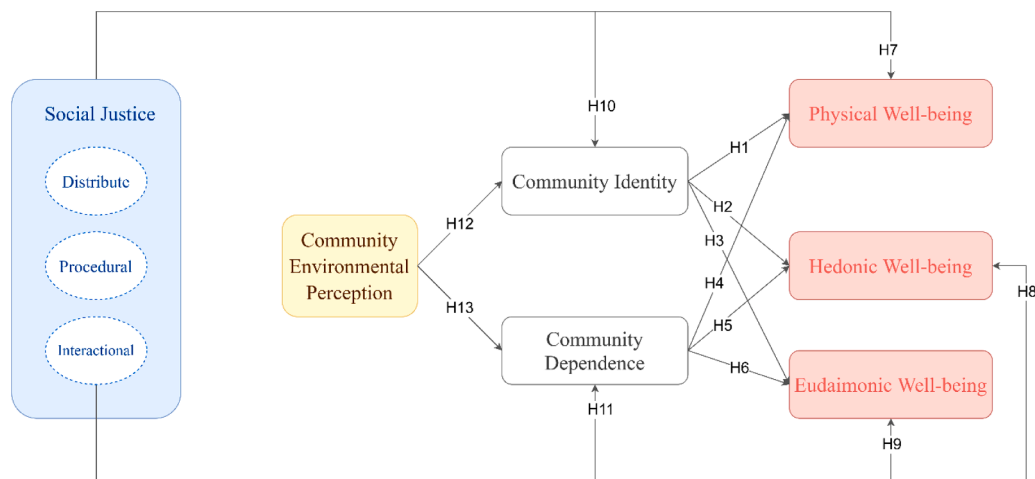 H7
Social Justice
H10
Physical Well-being
H1
Distribute
Community Identity
H2
H12
H3
Community
Environmental
Perception
Procedural
Hedonic Well-being
H4
H8
H13
H5
Interactional
Community
Dependence
H6
Eudaimonic Well-being
H11
H9